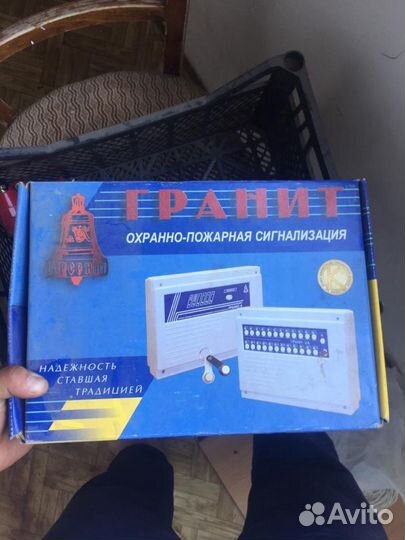 ГРАНИТ
ОХРАННО-ПОЖАРНАЯ СИГНАЛИЗАЦИЯ
НАДЕЖНОСТЬ
СТАВШАЯ
ТРАДИЦИЕЙ
Avito